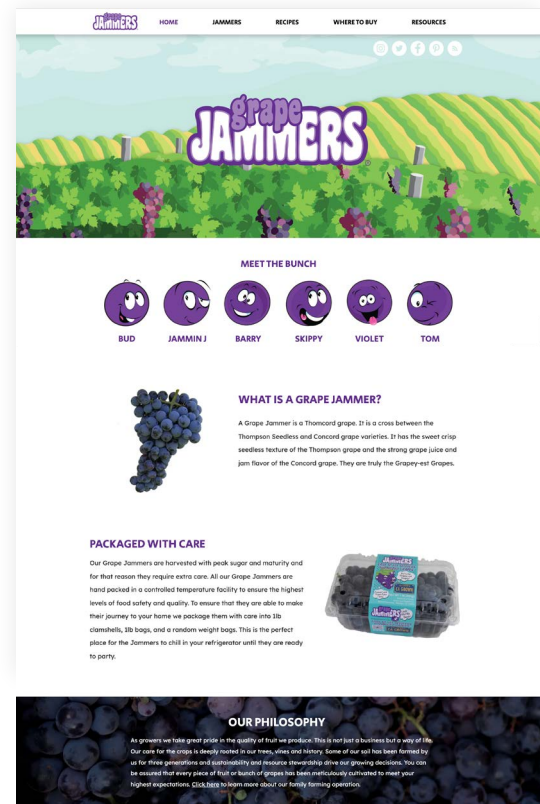 grape
JAMMERS
HOME
JAMMERS
RECIPES
WHERE TO BUY
RESOURCES
grape
JAMMERS
MEET THE BUNCH
BUD
JAMMIN J
BARRY
SKIPPY
VIOLET
TOM
WHAT IS A GRAPE JAMMER?
A Grape Jammer is a Thomcord grape. It is a cross between the
Thompson Seedless and Concord grape varieties. It has the sweet crisp
seedless texture of the Thompson grape and the strong grape juice and
jam flavor of the Concord grape. They are truly the Grapey-est Grapes.
PACKAGED WITH CARE
Our Grape Jammers are harvested with peak sugar and maturity and
for that reason they require extra care. All our Grape Jammers are
hand packed in a controlled temperature facility to ensure the highest
levels of food safety and quality. To ensure that they are able to make
their journey to your home we package them with care into 1lb
clamshells, 1lb bags, and a random weight bags. This is the perfect
place for the Jammers to chill in your refrigerator until they are ready
to party.
JAMMERS
JAMMERS
OUR PHILOSOPHY
As growers we take great pride in the quality of fruit we produce. This is not just a business but a way of life.
Our care for the crops is deeply rooted in our trees, vines and history. Some of our soil has been farmed by
us for three generations and sustainability and resource stewardship drive our growing decisions. You can
be assured that every piece of fruit or bunch of grapes has been meticulously cultivated to meet your
highest expectations. Click here to learn more about our family farming operation.